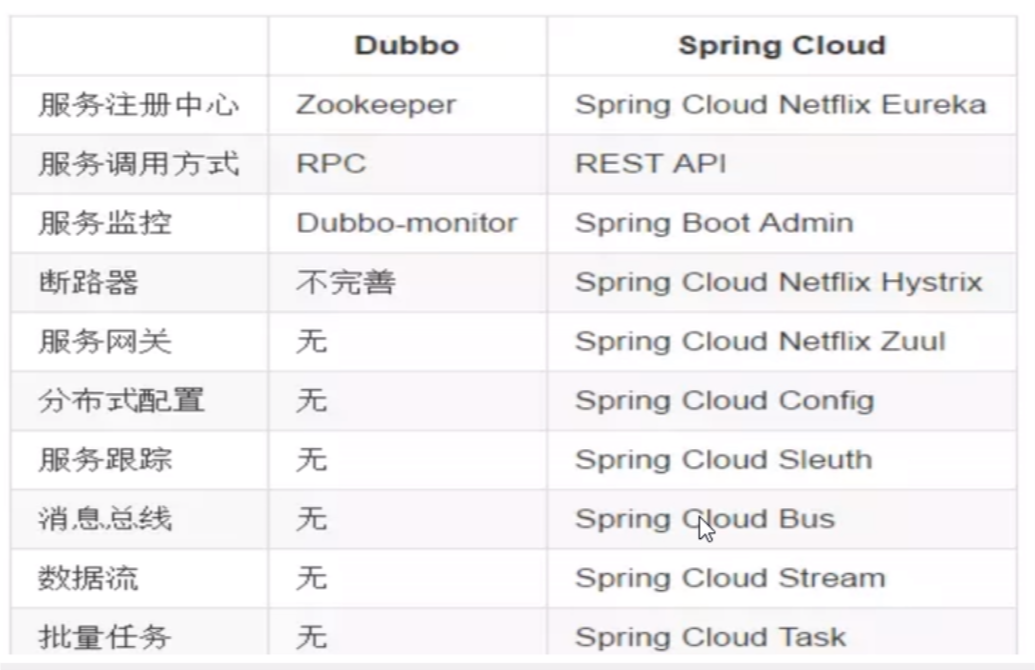 Dubbo Spring Cloud
服务注册中心 Zookeeper Spring Cloud Netflix Eureka
服务调用方式 RPC REST API
服务监控 Dubbo-monitor Spring Boot Admin
断路器 不完善 Spring Cloud Netflix Hystrix
服务网关 无 Spring Cloud Netflix Zuul
分布式配置 无 Spring Cloud Config
服务跟踪 无 Spring Cloud Sleuth
消息总线 无 Spring Cloud Bus
数据流 无 Spring Cloud Stream
批量任务 无 Spring Cloud Task